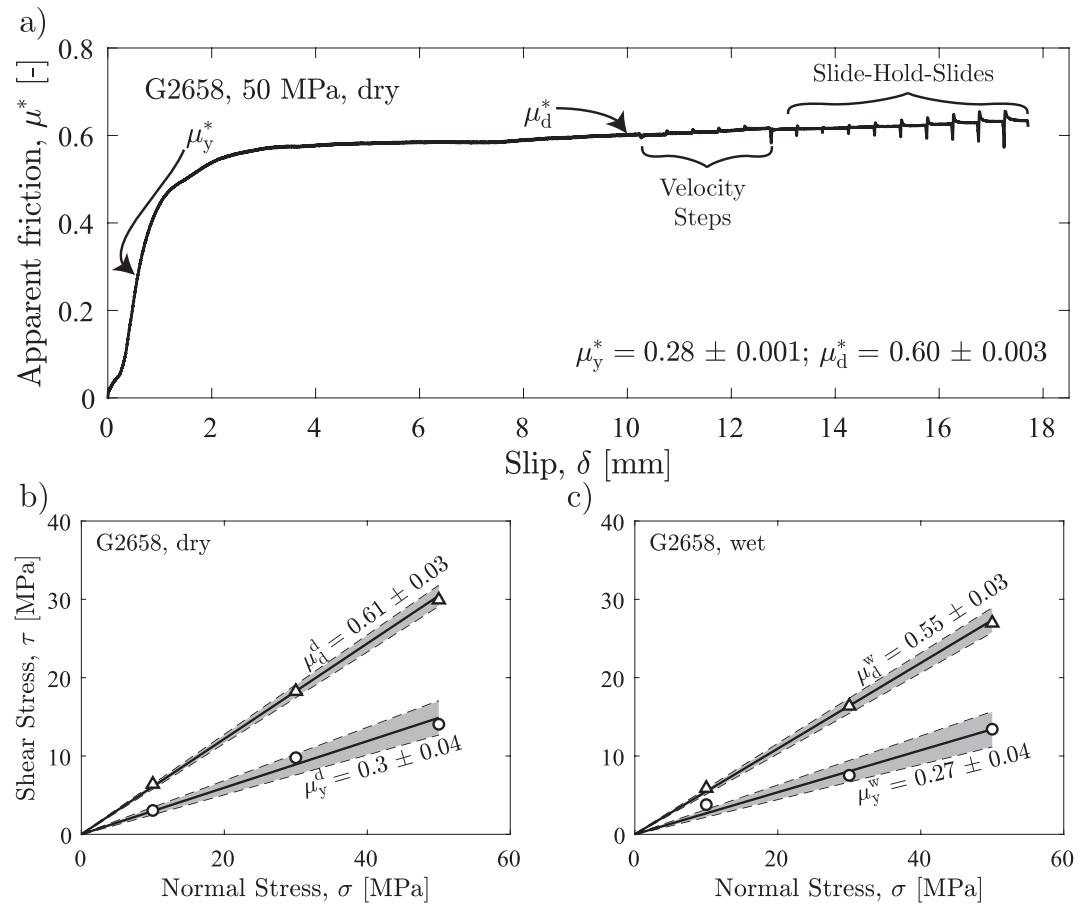 a)
Apparent friction, μ* [-]
0.8
0.6
0.4
0.2
0
G2658, 50 MPa, dry
μ*y
μ*d
Velocity
Steps
Slide-Hold-Slides
μ*y = 0.28 ± 0.001; μ*d = 0.60 ± 0.003
0 2 4 6 8 10 12 14 16 18
Slip, δ [mm]
b)
Shear Stress, τ [MPa]
40
30
20
10
0
G2658, dry
μdd = 0.61 ± 0.03
μdy = 0.3 ± 0.04
0 20 40 60
Normal Stress, σ [MPa]
c)
40
30
20
10
0
G2658, wet
μwd = 0.55 ± 0.03
μwy = 0.27 ± 0.04
0 20 40 60
Normal Stress, σ [MPa]